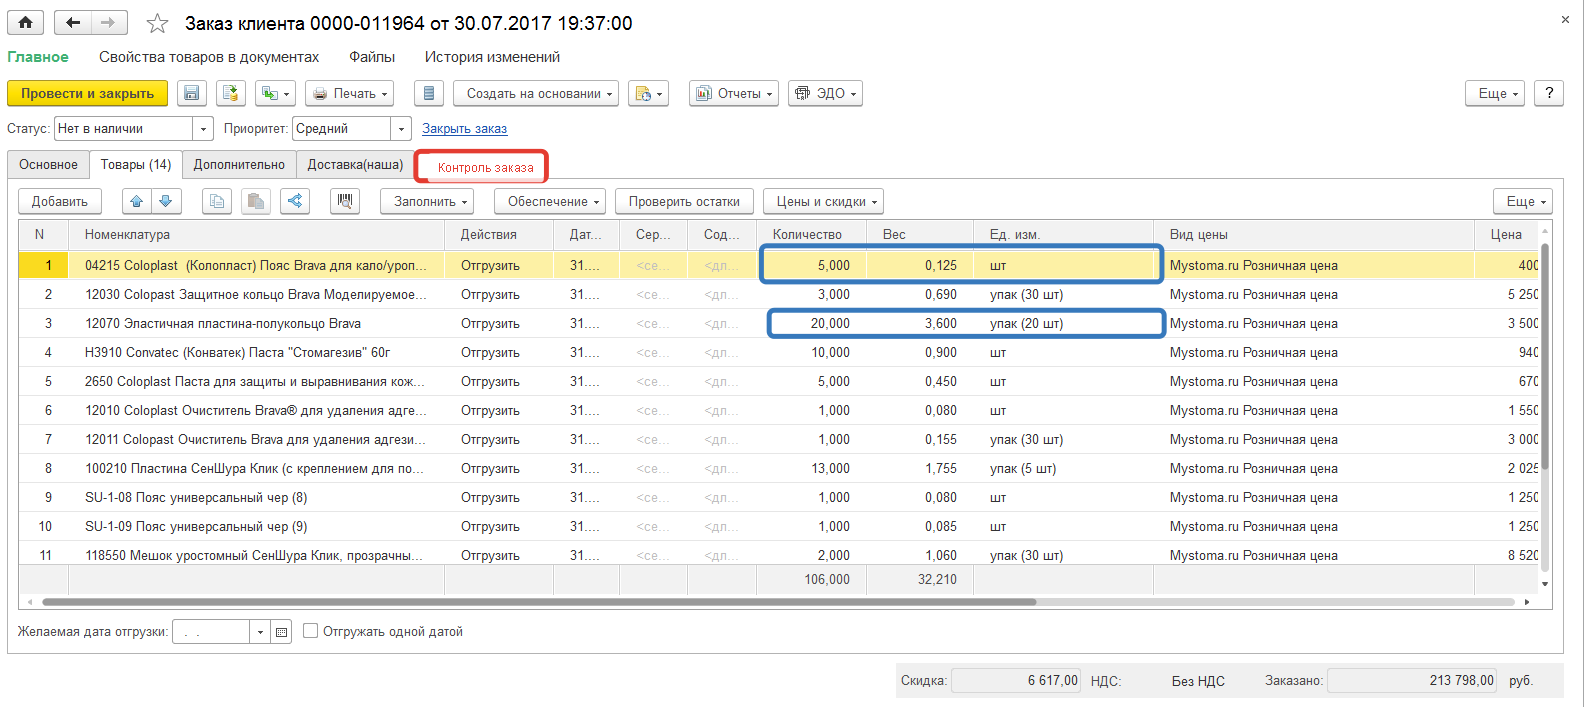 Заказ клиента 0000-011964 от 30.07.2017 19:37:00
Главное Свойства товаров в документах Файлы История изменений
Провести и закрыть Печать Создать на основании Отчеты ЭДО Еще ?
Статус: Нет в наличии Приоритет: Средний Закрыть заказ
Основное Товары (14) Дополнительно Доставка(наша) Контроль заказа
Добавить Заполнить Обеспечение Проверить остатки Цены и скидки Еще
N Номенклатура Действия Дат... Сер... Сод... Количество Вес Ед. изм. Вид цены Цена
1 04215 Coloplast (Колопласт) Пояс Brava для кало/уроп... Отгрузить 31.... <се... <дл... 5,000 0,125 шт Mystoma.ru Розничная цена 400
2 12030 Colopast Защитное кольцо Brava Моделируемое... Отгрузить 31.... <се... <дл... 3,000 0,690 упак (30 шт) Mystoma.ru Розничная цена 5 250
3 12070 Эластичная пластина-полукольцо Brava Отгрузить 31.... <се... <дл... 20,000 3,600 упак (20 шт) Mystoma.ru Розничная цена 3 500
4 H3910 Convatec (Конватек) Паста "Стомагезив" 60г Отгрузить 31.... <се... <дл... 10,000 0,900 шт Mystoma.ru Розничная цена 940
5 2650 Coloplast Паста для защиты и выравнивания кож... Отгрузить 31.... <се... <дл... 5,000 0,450 шт Mystoma.ru Розничная цена 670
6 12010 Coloplast Очиститель Brava® для удаления адге... Отгрузить 31.... <се... <дл... 1,000 0,080 шт Mystoma.ru Розничная цена 1 550
7 12011 Colopast Очиститель Brava для удаления адгези... Отгрузить 31.... <се... <дл... 1,000 0,155 упак (30 шт) Mystoma.ru Розничная цена 3 000
8 100210 Пластина СенШура Клик (с креплением для по... Отгрузить 31.... <се... <дл... 13,000 1,755 упак (5 шт) Mystoma.ru Розничная цена 2 025
9 SU-1-08 Пояс универсальный чер (8) Отгрузить 31.... <се... <дл... 1,000 0,080 шт Mystoma.ru Розничная цена 1 250
10 SU-1-09 Пояс универсальный чер (9) Отгрузить 31.... <се... <дл... 1,000 0,085 шт Mystoma.ru Розничная цена 1 250
11 118550 Мешок уростомный СенШура Клик, прозрачны... Отгрузить 31.... <се... <дл... 2,000 1,060 упак (30 шт) Mystoma.ru Розничная цена 8 520
106,000 32,210
Желаемая дата отгрузки: . . Отгружать одной датой
Скидка: 6 617,00 НДС: Без НДС Заказано: 213 798,00 руб.